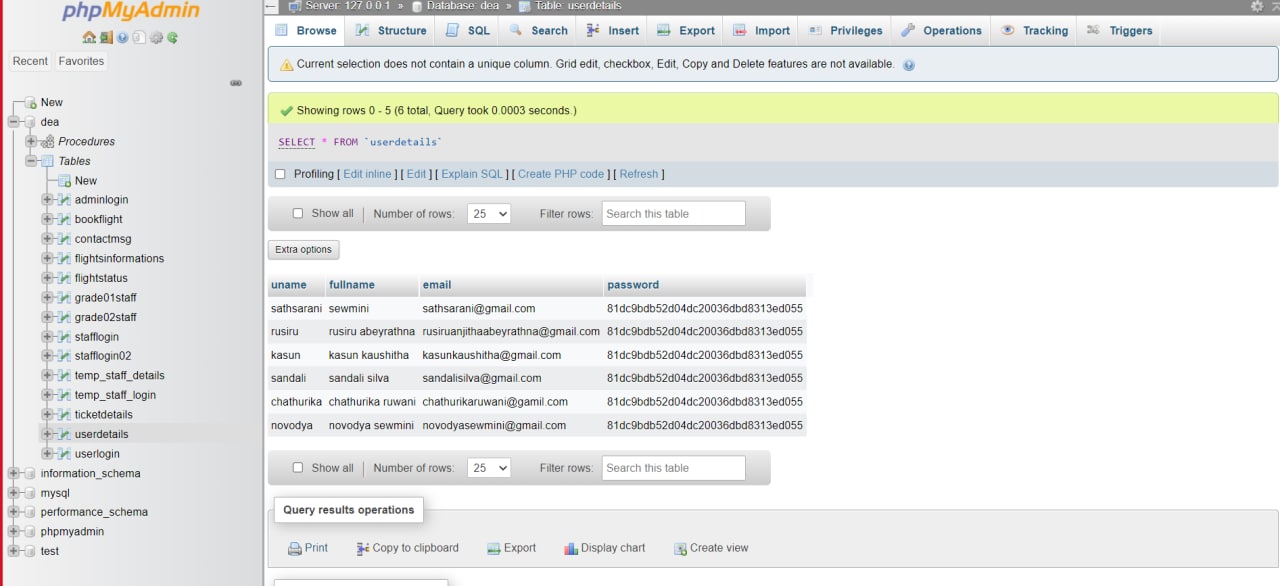 phpMyAdmin
Recent Favorites
New
dea
Procedures
Tables
New
adminlogin
bookflight
contactmsg
flightsinformations
flightstatus
grade01staff
grade02staff
stafflogin
stafflogin02
temp_staff_details
temp_staff_login
ticketdetails
userdetails
userlogin
information_schema
mysql
performance_schema
phpmyadmin
test
Server: 127.0.0.1 » Database: dea » Table: userdetails
Browse Structure SQL Search Insert Export Import Privileges Operations Tracking Triggers
Current selection does not contain a unique column. Grid edit, checkbox, Edit, Copy and Delete features are not available.
Showing rows 0 - 5 (6 total, Query took 0.0003 seconds.)
SELECT * FROM `userdetails`
Profiling [ Edit inline ] [ Edit ] [ Explain SQL ] [ Create PHP code ] [ Refresh ]
Show all | Number of rows: 25 Filter rows: Search this table
Extra options
uname fullname email password
sathsarani sewmini sathsarani@gmail.com 81dc9bdb52d04dc20036dbd8313ed055
rusiru rusiru abeyrathna rusiruanjithaabeyrathna@gmail.com 81dc9bdb52d04dc20036dbd8313ed055
kasun kasun kaushitha kasunkaushitha@gmail.com 81dc9bdb52d04dc20036dbd8313ed055
sandali sandali silva sandalisilva@gmail.com 81dc9bdb52d04dc20036dbd8313ed055
chathurika chathurika ruwani chathurikaruwani@gamil.com 81dc9bdb52d04dc20036dbd8313ed055
novodya novodya sewmini novodyasewmini@gmail.com 81dc9bdb52d04dc20036dbd8313ed055
Show all | Number of rows: 25 Filter rows: Search this table
Query results operations
Print Copy to clipboard Export Display chart Create view